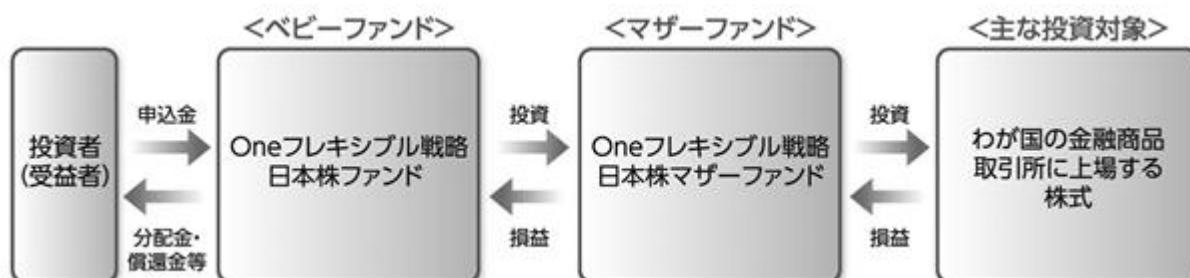 <ベビーファンド>
<マザーファンド>
<主な投資対象>
投資者
(受益者)
申込金
分配金・
償還金等
Oneフレキシブル戦略
日本株ファンド
投資
損益
Oneフレキシブル戦略
日本株マザーファンド
投資
損益
わが国の金融商品
取引所に上場する
株式